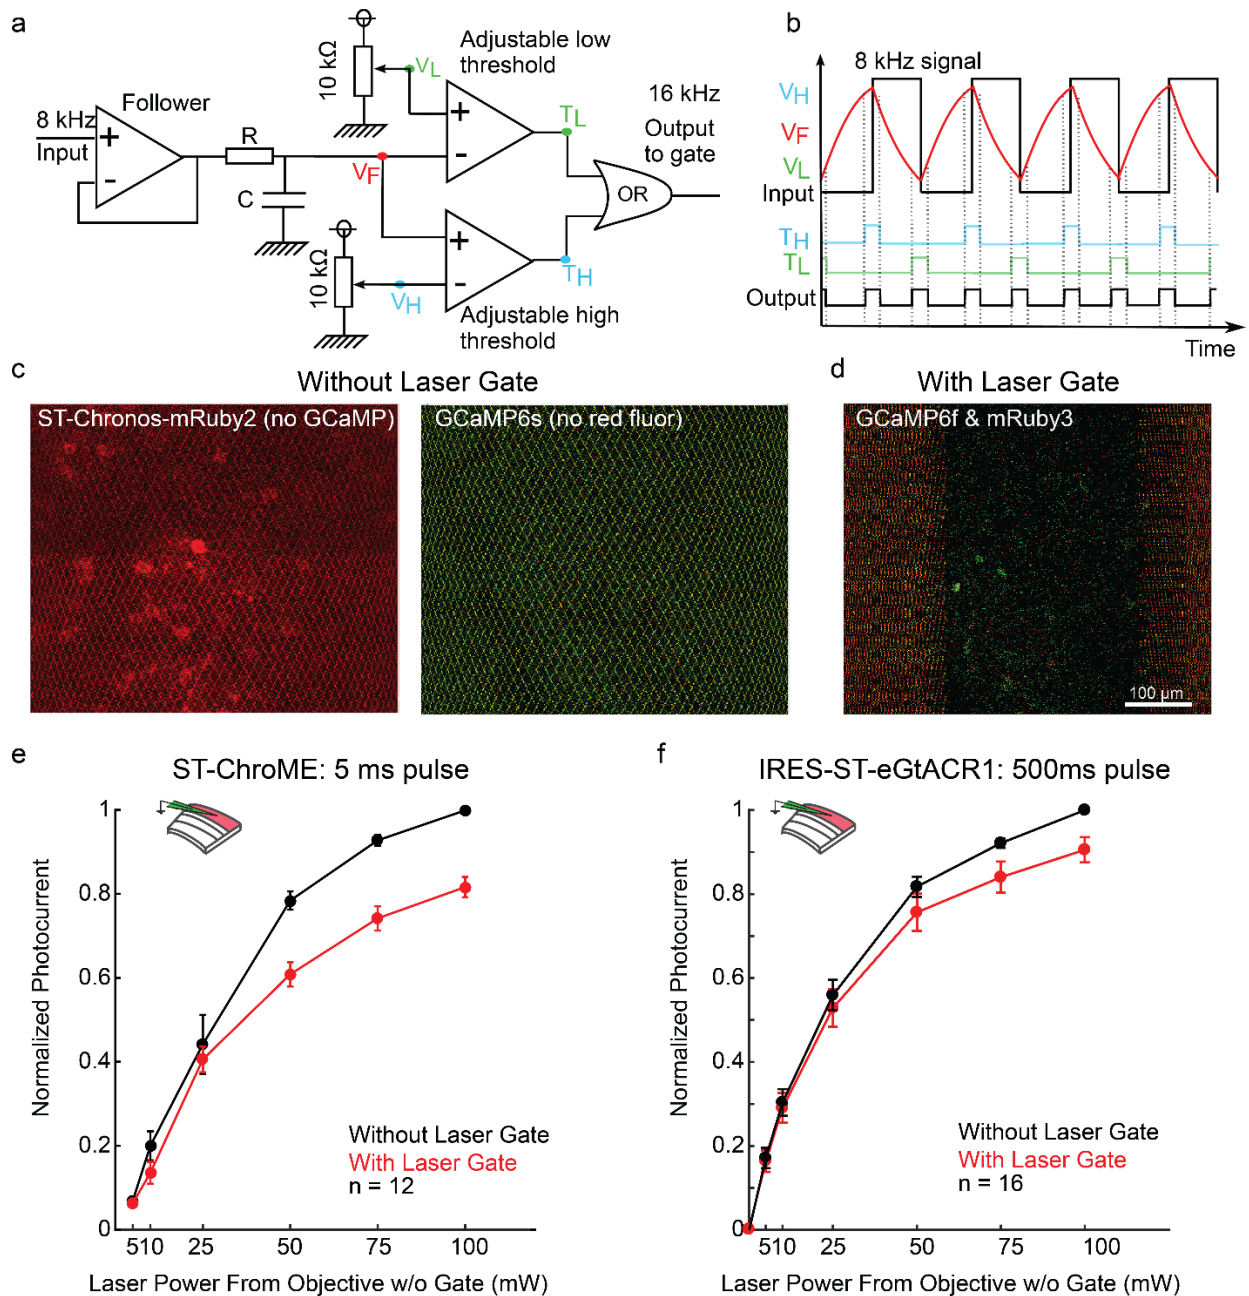 a
8 kHz
Input
Follower
+
-
R
C
10 kΩ
VL
Adjustable low
threshold
+
-
TL
VF
10 kΩ
VH
+
-
TH
Adjustable high
threshold
OR
16 kHz
Output
to gate
b
8 kHz signal
VH
VF
VL
Input
TH
TL
Output
Time
c
Without Laser Gate
ST-Chronos-mRuby2 (no GCaMP)
GCaMP6s (no red fluor)
d
With Laser Gate
GCaMP6f & mRuby3
100 µm
e
ST-ChroME: 5 ms pulse
Normalized Photocurrent
1
0.8
0.6
0.4
0.2
0
Without Laser Gate
With Laser Gate
n = 12
5 10 25 50 75 100
Laser Power From Objective w/o Gate (mW)
f
IRES-ST-eGtACR1: 500ms pulse
Normalized Photocurrent
1
0.8
0.6
0.4
0.2
0
Without Laser Gate
With Laser Gate
n = 16
5 10 25 50 75 100
Laser Power From Objective w/o Gate (mW)